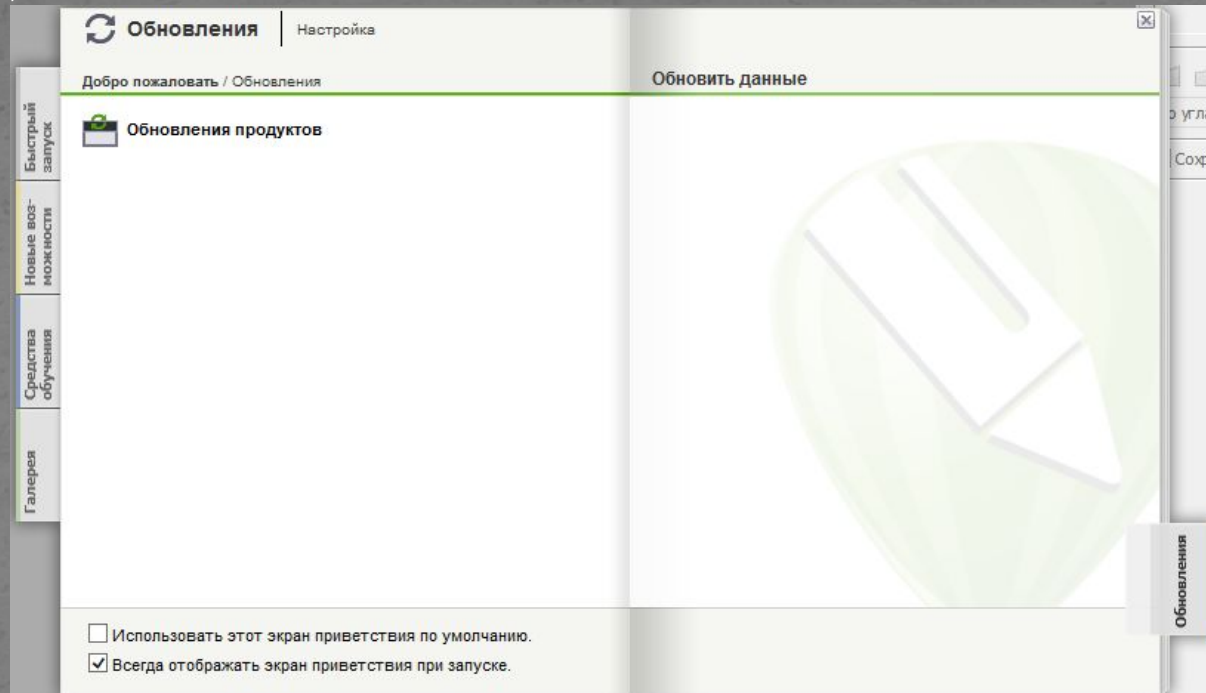 Обновления
Настройка
Добро пожаловать / Обновления
Обновить данные
Обновления продуктов
Быстрый
запуск
Новые воз-
можности
Средства
обучения
Галерея
Обновления
Использовать этот экран приветствия по умолчанию.
Всегда отображать экран приветствия при запуске.